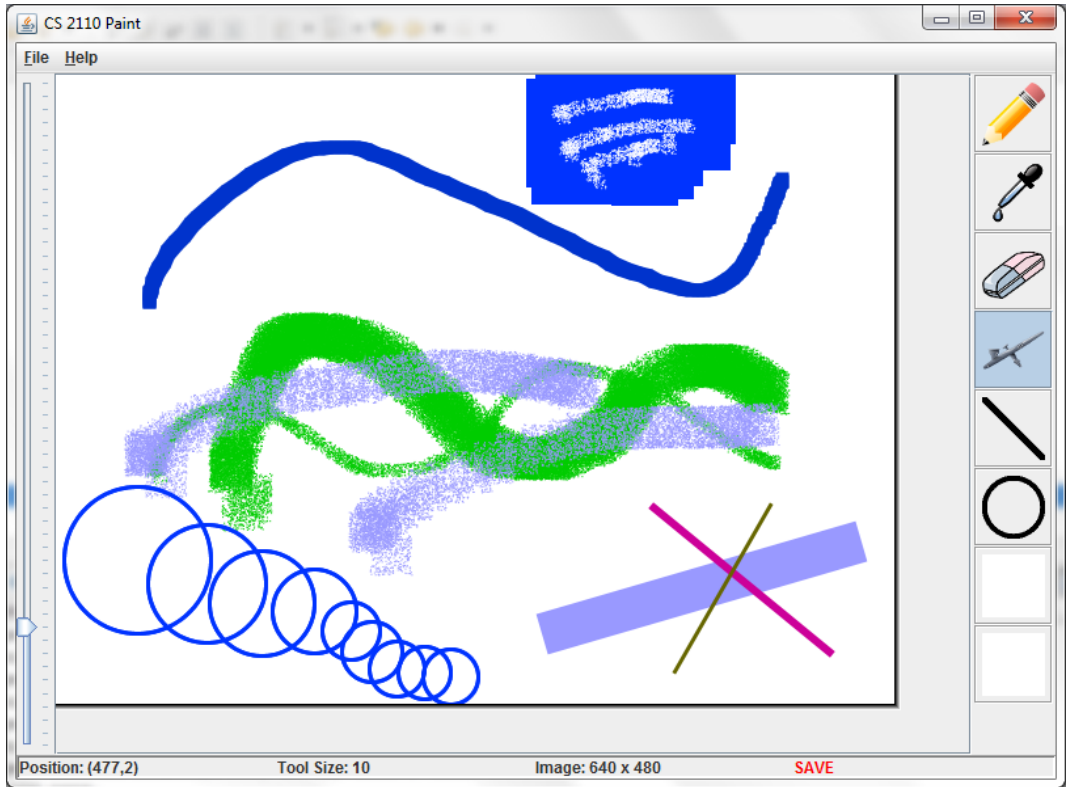 CS 2110 Paint
File Help
Position: (477,2) Tool Size: 10 Image: 640 x 480 SAVE